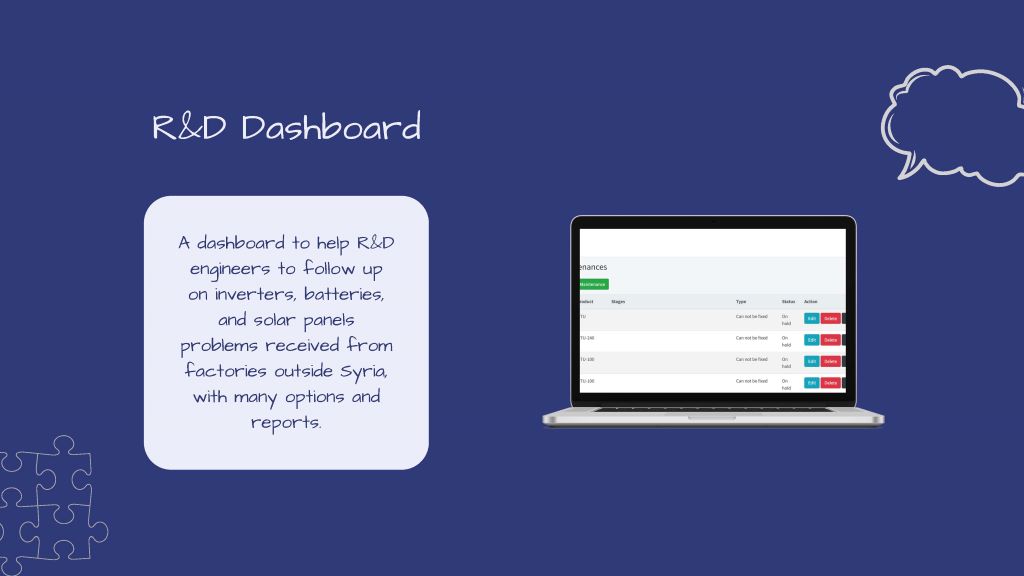 R&D Dashboard
A dashboard to help R&D
engineers to follow up
on inverters, batteries,
and solar panels
problems received from
factories outside Syria,
with many options and
reports.
enances
Maintenance
oduct Stages Type Status Action
TU Can not be fixed On hold Edit Delete
TU-240 Can not be fixed On hold Edit Delete
TU-100 Can not be fixed On hold Edit Delete
TU-100 Can not be fixed On hold Edit Delete